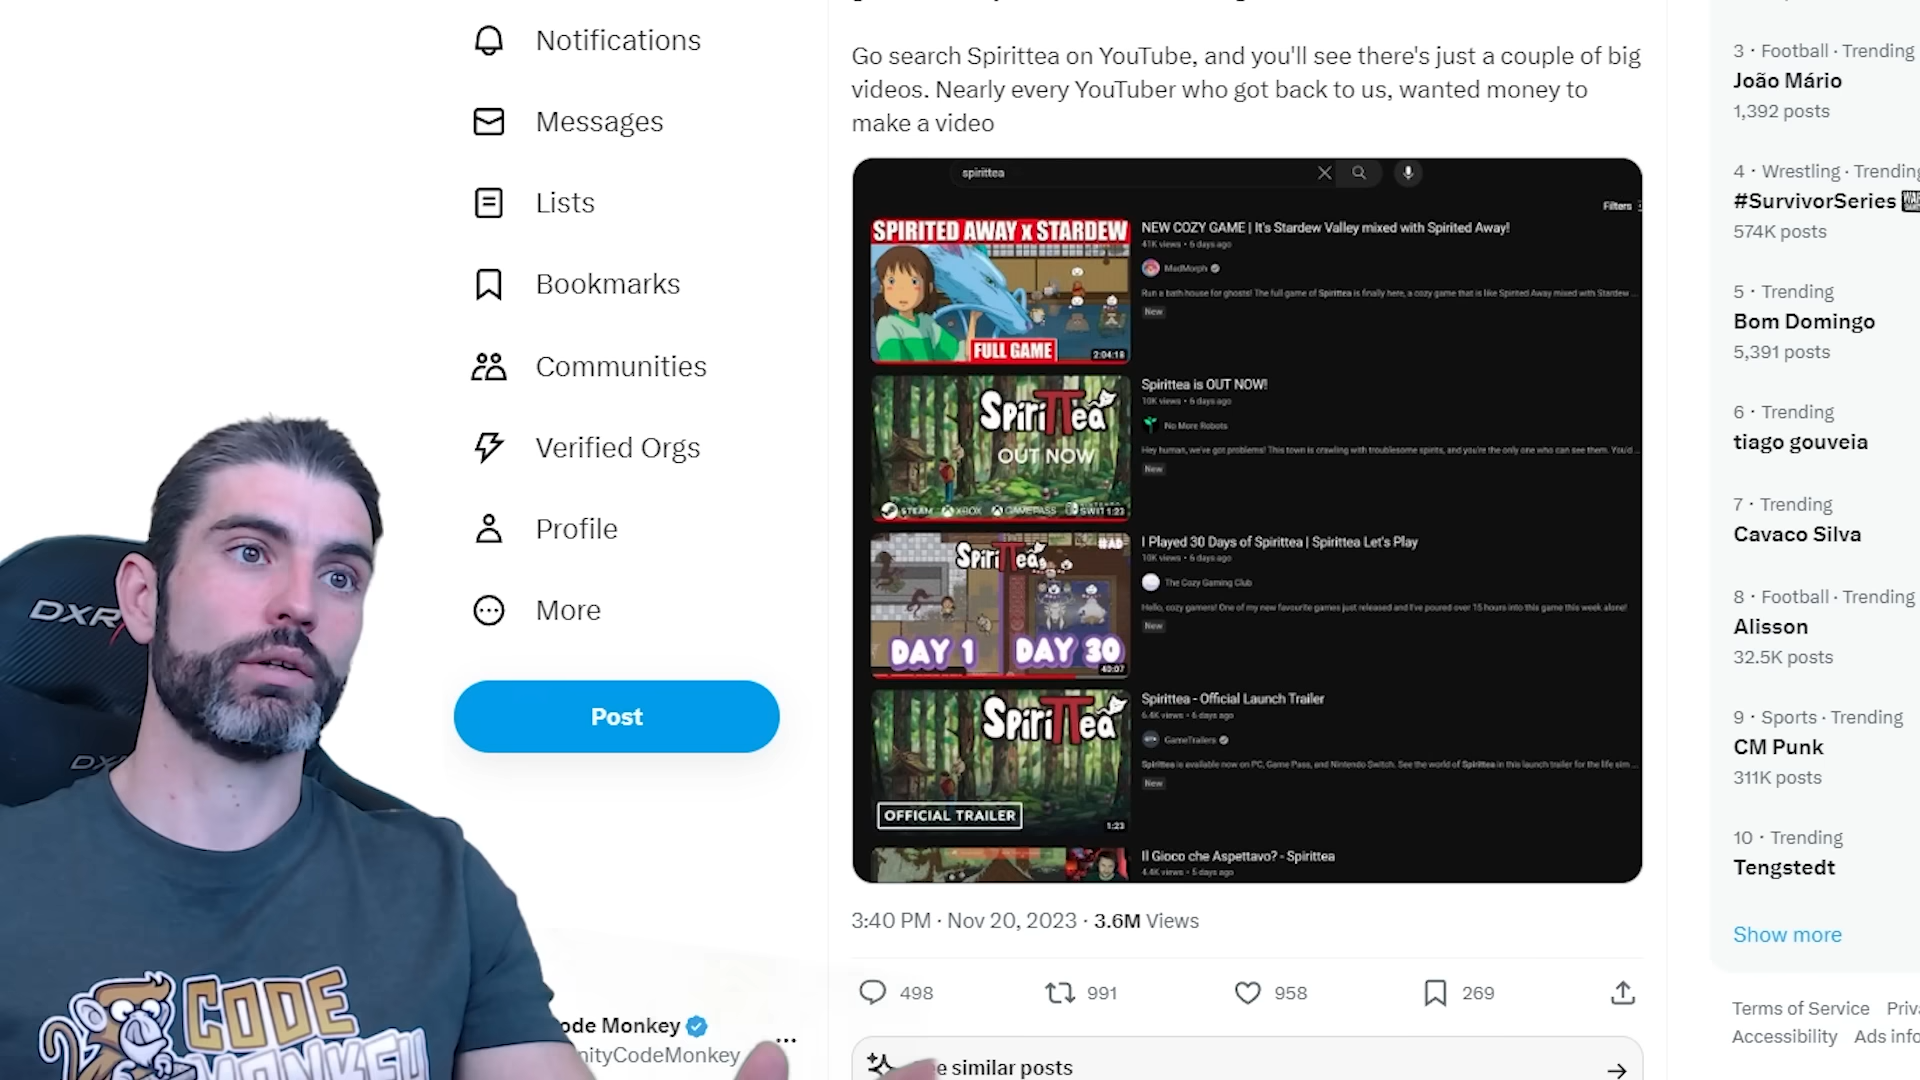 Notifications
Messages
Lists
Bookmarks
Communities
Verified Orgs
Profile
More
Post
ode Monkey
nityCodeMonkey
DXR
CODE
MONKEY
Go search Spirittea on YouTube, and you'll see there's just a couple of big
videos. Nearly every YouTuber who got back to us, wanted money to
make a video
spirittea
Filters
SPIRITED AWAY x STARDEW
FULL GAME
2:04:18
NEW COZY GAME | It's Stardew Valley mixed with Spirited Away!
41K views • 6 days ago
MadMorph
Run a bath house for ghosts! The full game of Spirittea is finally here, a cozy game that is like Spirited Away mixed with Stardew ...
New
Spirittea
OUT NOW
STEAM XBOX GAMEPASS SWIT
1:23
Spirittea is OUT NOW!
10K views • 6 days ago
No More Robots
Hey human, we've got problems! This town is crawling with troublesome spirits, and you're the only one who can see them. You'd ...
New
Spirittea
#AD
DAY 1 DAY 30
40:07
I Played 30 Days of Spirittea | Spirittea Let's Play
10K views • 6 days ago
The Cozy Gaming Club
Hello, cozy gamers! One of my new favourite games just released and I've poured over 15 hours into this game this week alone!
New
Spirittea
OFFICIAL TRAILER
1:23
Spirittea - Official Launch Trailer
6.4K views • 6 days ago
GameTrailers
Spirittea is available now on PC, Game Pass, and Nintendo Switch. See the world of Spirittea in this launch trailer for the life sim ...
New
Il Gioco che Aspettavo? - Spirittea
4.4K views • 5 days ago
3:40 PM · Nov 20, 2023 · 3.6M Views
498 991 958 269
e similar posts
3 · Football · Trending
João Mário
1,392 posts
4 · Wrestling · Trending
#SurvivorSeries
574K posts
5 · Trending
Bom Domingo
5,391 posts
6 · Trending
tiago gouveia
7 · Trending
Cavaco Silva
8 · Football · Trending
Alisson
32.5K posts
9 · Sports · Trending
CM Punk
311K posts
10 · Trending
Tengstedt
Show more
Terms of Service Priva
Accessibility Ads info